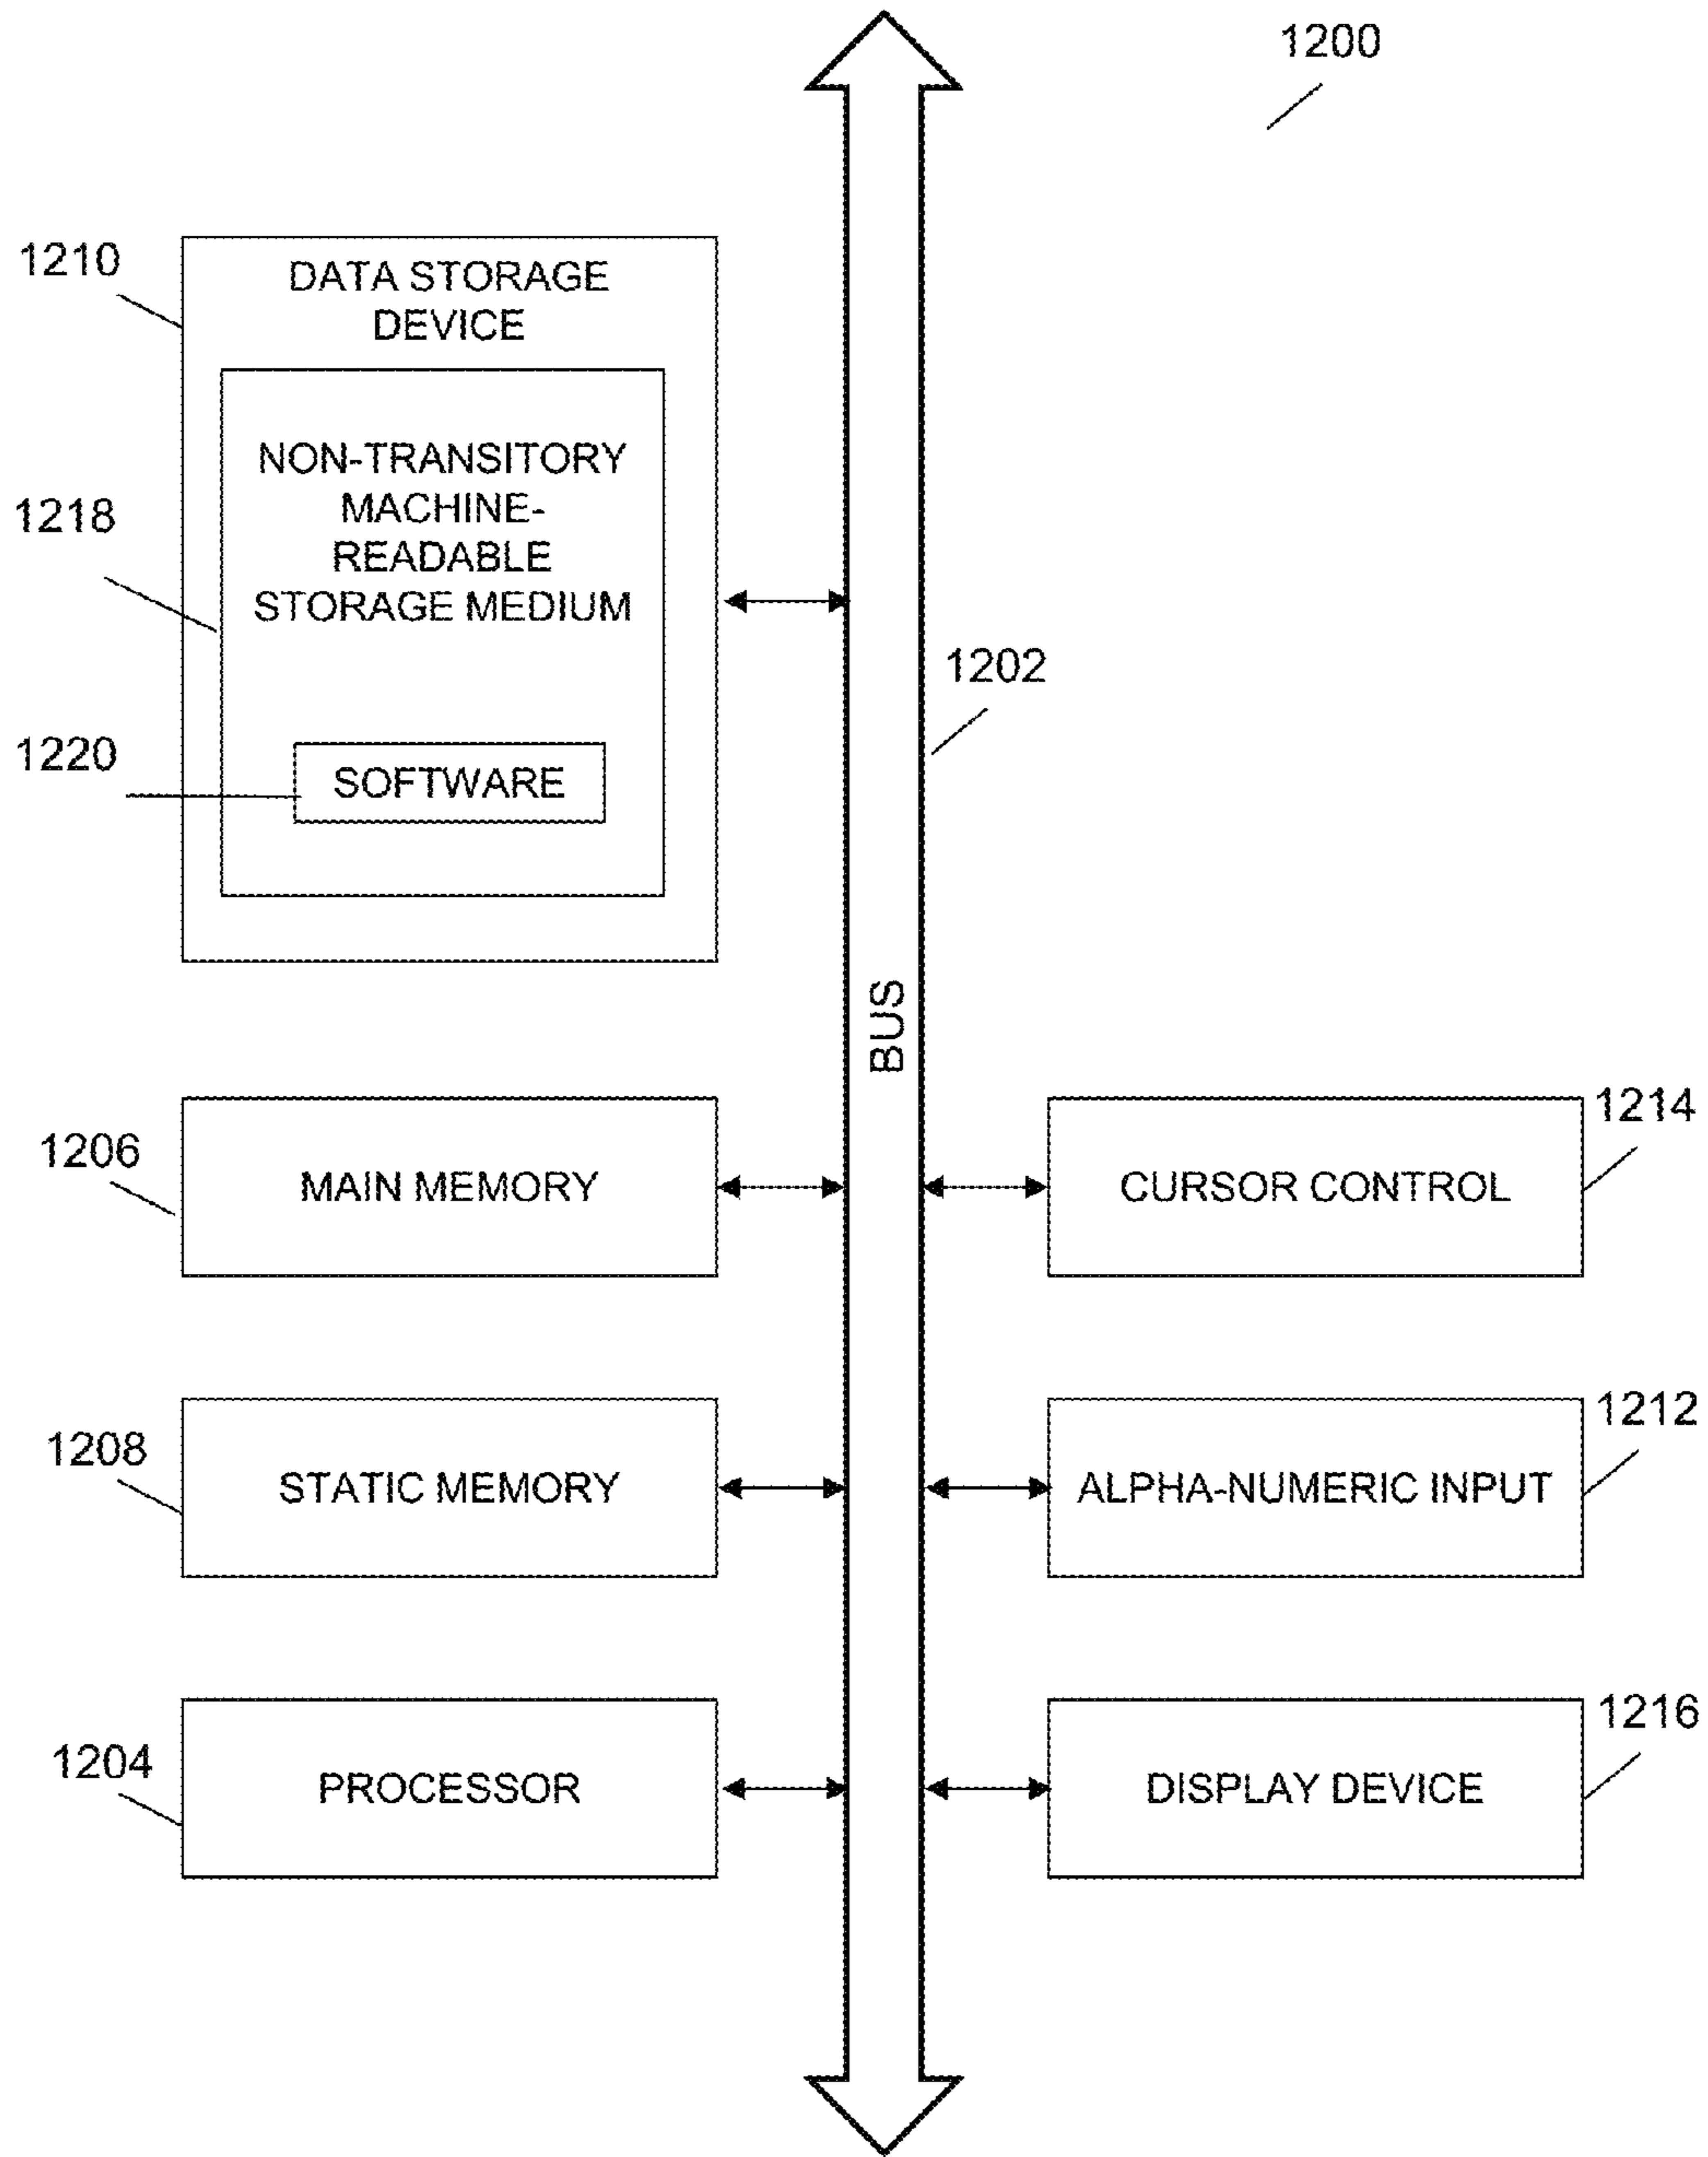 1200
1210
DATA STORAGE
DEVICE
1218
NON-TRANSITORY
MACHINE-
READABLE
STORAGE MEDIUM
1202
1220
SOFTWARE
BUS
1206
MAIN MEMORY
1214
CURSOR CONTROL
1208
STATIC MEMORY
1212
ALPHA-NUMERIC INPUT
1204
PROCESSOR
1216
DISPLAY DEVICE